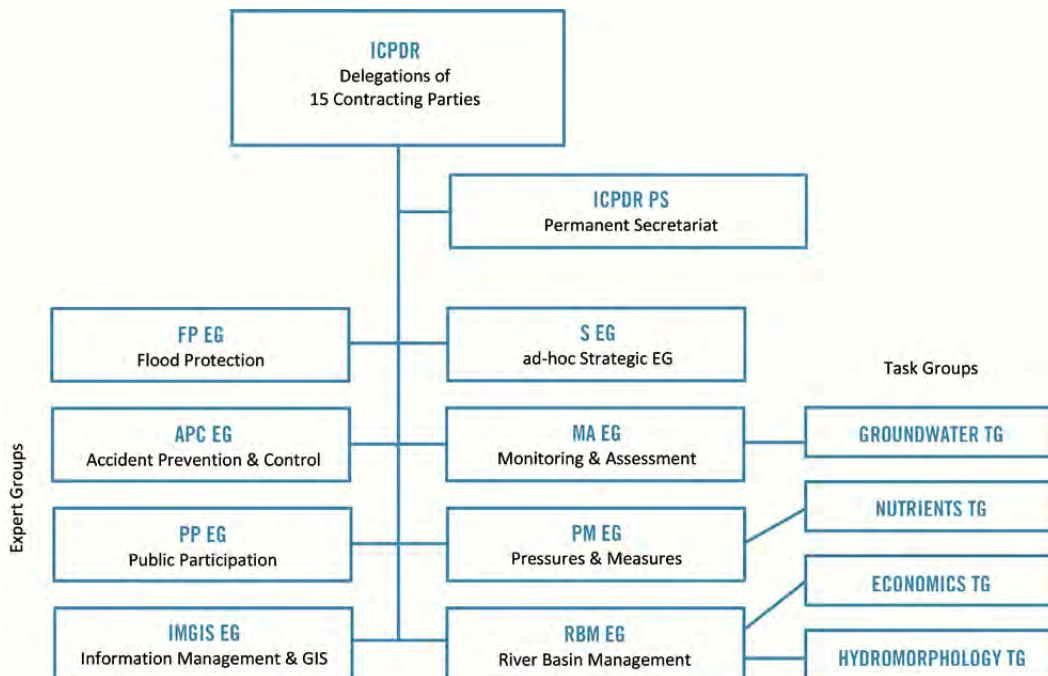 ICPDR
Delegations of
15 Contracting Parties
ICPDR PS
Permanent Secretariat
Expert Groups
FP EG
Flood Protection
S EG
ad-hoc Strategic EG
Task Groups
APC EG
Accident Prevention & Control
MA EG
Monitoring & Assessment
GROUNDWATER TG
PP EG
Public Participation
PM EG
Pressures & Measures
NUTRIENTS TG
ECONOMICS TG
IMGIS EG
Information Management & GIS
RBM EG
River Basin Management
HYDROMORPHOLOGY TG